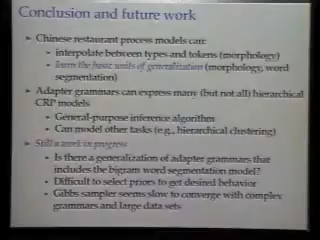 Conclusion and future work
Chinese restaurant process models can:
interpolate between types and tokens (morphology)
learn the basic units of generalization (morphology, word
segmentation)
Adapter grammars can express many (but not all) hierarchical
CRP models
General-purpose inference algorithm
Can model other tasks (e.g., hierarchical clustering)
Still a work in progress
Is there a generalization of adapter grammars that
includes the bigram word segmentation model?
Difficult to select priors to get desired behavior
Gibbs sampler seems slow to converge with complex
grammars and large data sets